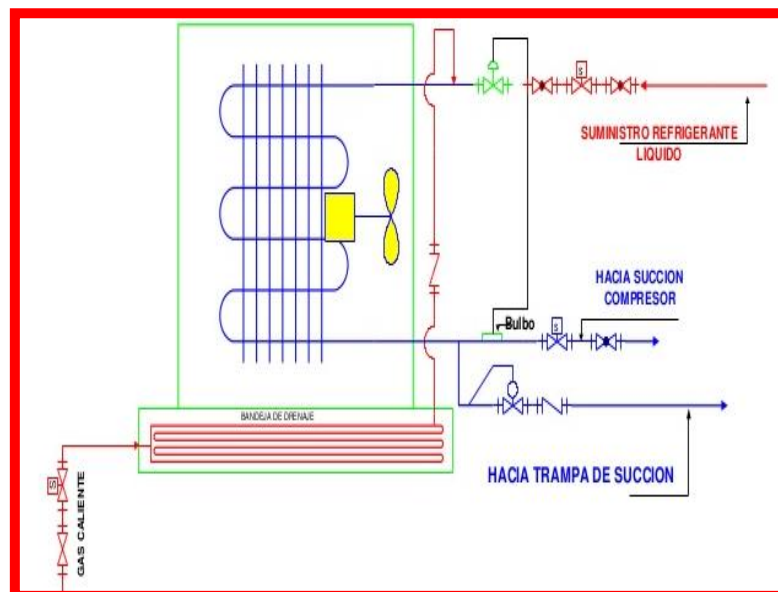 S
SUMINISTRO REFRIGERANTE
LIQUIDO
HACIA SUCCION
COMPRESOR
Bulbo
S
BANDEJA DE DRENAJE
HACIA TRAMPA DE SUCCION
S
GAS CALIENTE